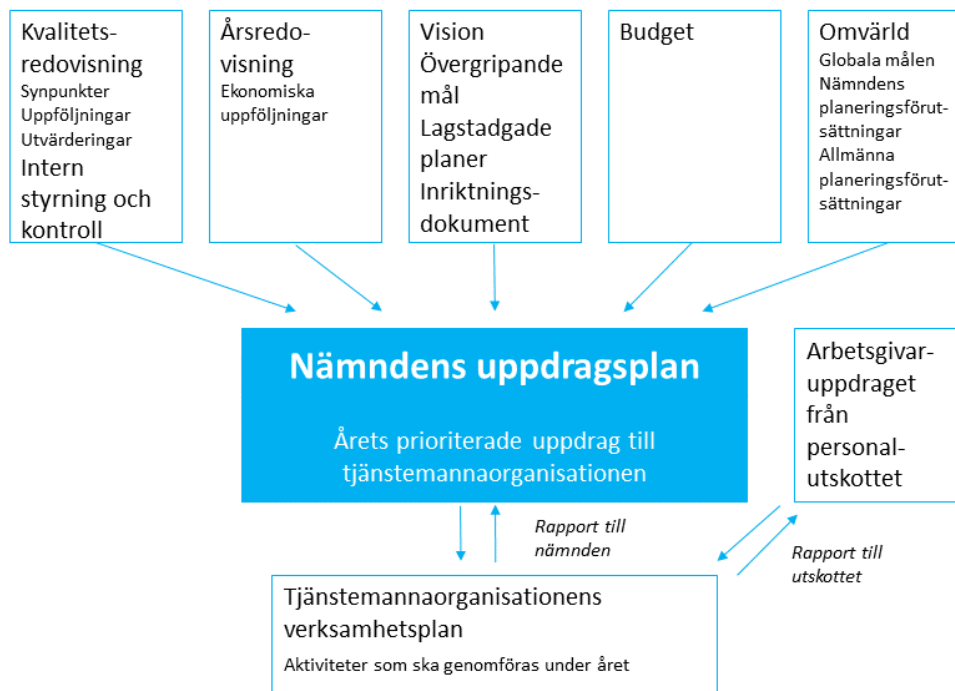 Kvalitets-
redovisning
Synpunkter
Uppföljningar
Utvärderingar
Intern
styrning och
kontroll
Årsredo-
visning
Ekonomiska
uppföljningar
Vision
Övergripande
mål
Lagstadgade
planer
Inriktnings-
dokument
Budget
Omvärld
Globala målen
Nämndens
planeringsförut-
sättningar
Allmänna
planeringsförut-
sättningar
Nämndens uppdragsplan
Årets prioriterade uppdrag till
tjänstemannaorganisationen
Arbetsgivar-
uppdraget
från
personal-
utskottet
Rapport till
nämnden
Rapport till
utskottet
Tjänstemannaorganisationens
verksamhetsplan
Aktiviteter som ska genomföras under året